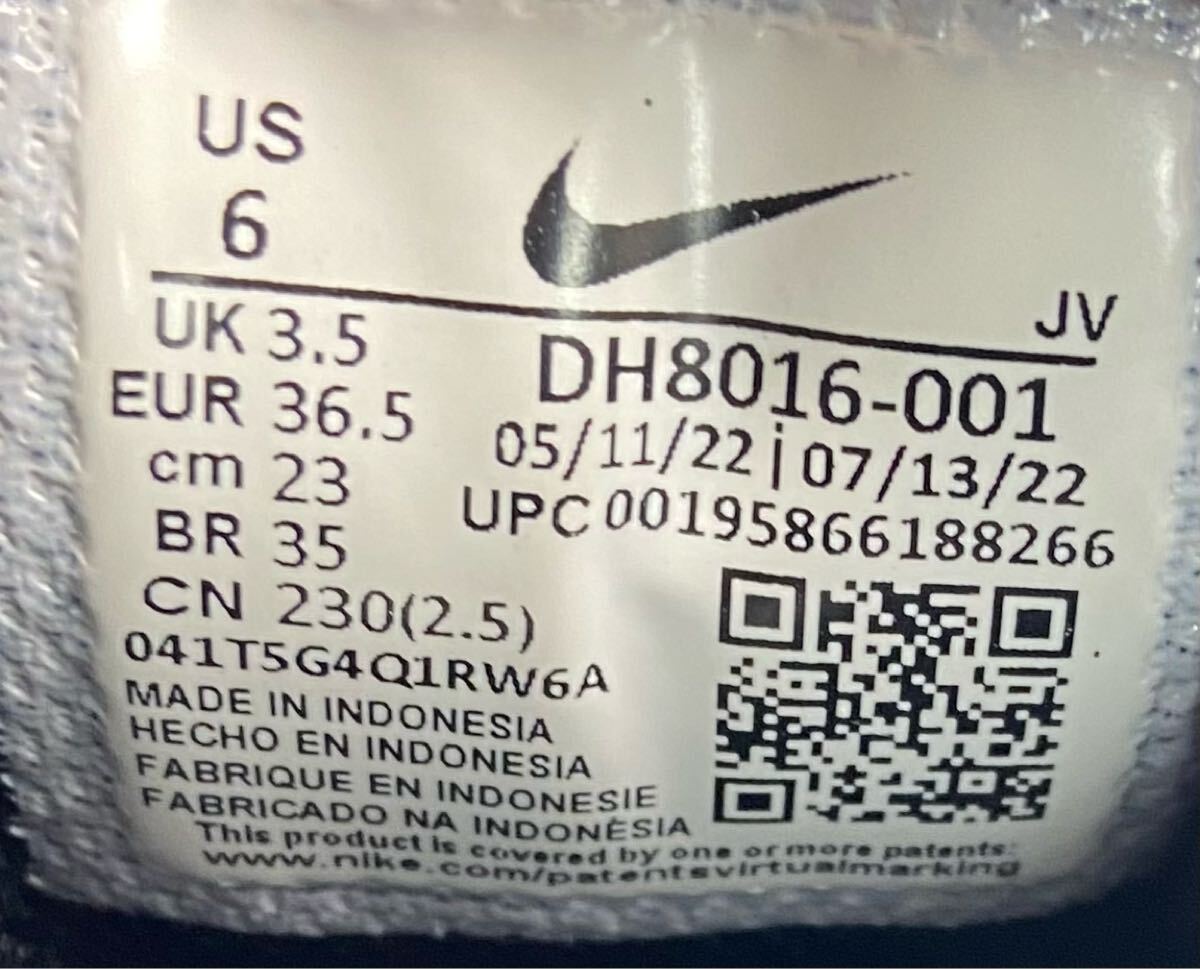 US
6
JV
UK 3.5
EUR 36.5
cm 23
BR 35
CN 230(2.5)
DH8016-001
05/11/22 | 07/13/22
UPC 00195866188266
041T5G4Q1RW6A
MADE IN INDONESIA
HECHO EN INDONESIA
FABRIQUE EN INDONESIE
FABRICADO NA INDONÉSIA
This product is covered by one or more patents:
www.nike.com/patentsvirtualmarking